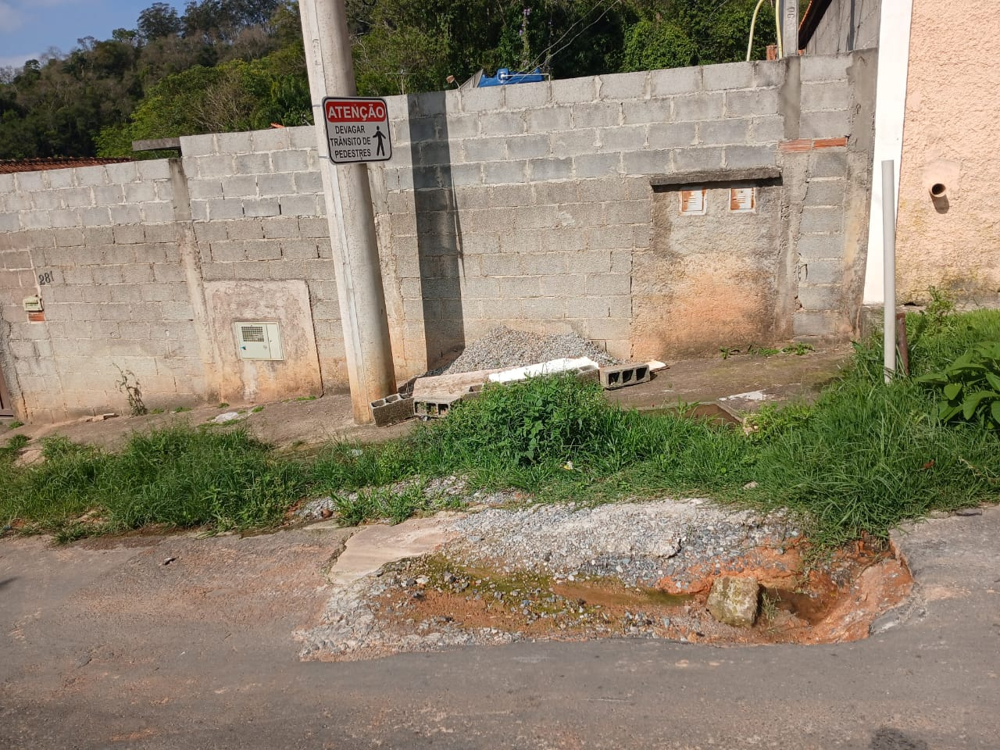 ATENÇÃO
DEVAGAR
TRÂNSITO DE
PEDESTRES
281